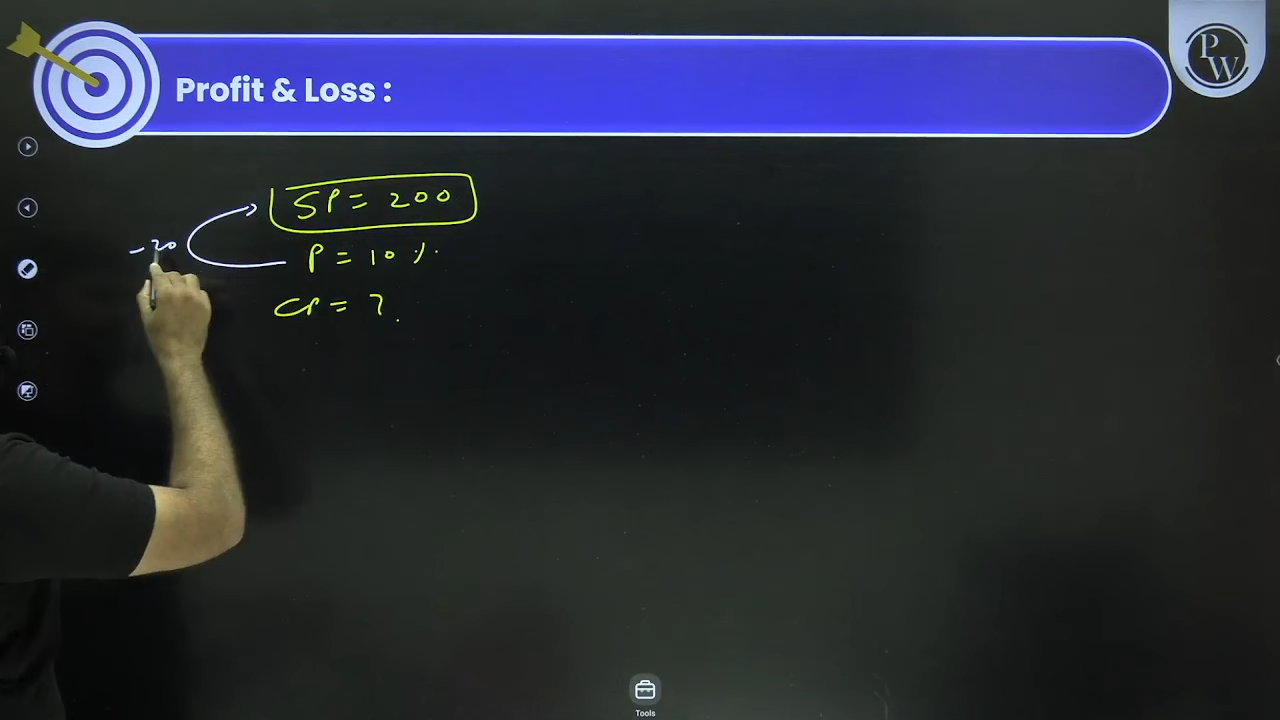 Profit & Loss :
PW
SP = 200
-20
P = 10 %.
CP = ?
Tools